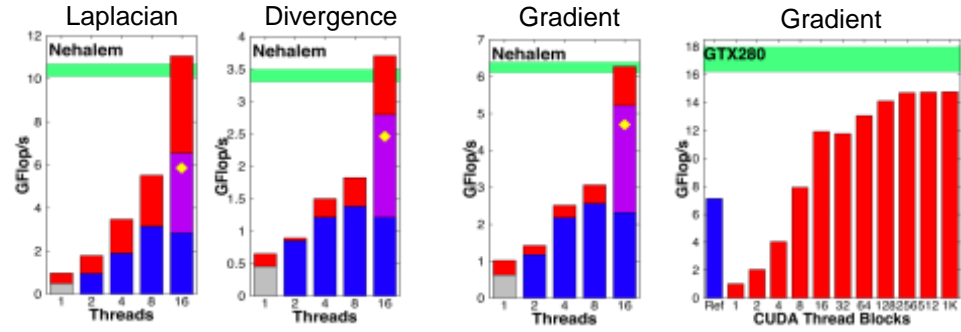 Laplacian
Divergence
Gradient
Gradient
12
10
8
6
4
2
0
GFlop/s
Nehalem
1 2 4 8 16
Threads
4
3.5
3
2.5
2
1.5
1
0.5
0
GFlop/s
Nehalem
1 2 4 8 16
Threads
7
6
5
4
3
2
1
0
GFlop/s
Nehalem
1 2 4 8 16
Threads
18
16
14
12
10
8
6
4
2
0
GFlop/s
GTX280
Ref 1 2 4 8 16 32 64 128 256 512 1K
CUDA Thread Blocks